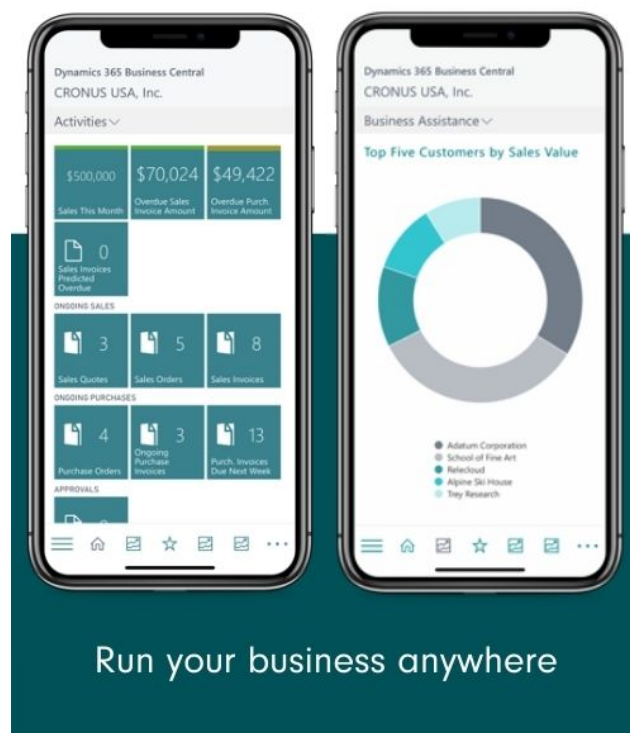 Dynamics 365 Business Central
CRONUS USA, Inc.
Activities
$500,000
Sales This Month
$70,024
Overdue Sales
Invoice Amount
$49,422
Overdue Purch.
Invoice Amount
0
Sales Invoices
Predicted
Overdue
ONGOING SALES
3
Sales Quotes
5
Sales Orders
8
Sales Invoices
ONGOING PURCHASES
4
Purchase Orders
3
Ongoing
Purchase
Invoices
13
Purch. Invoices
Due Next Week
APPROVALS
Dynamics 365 Business Central
CRONUS USA, Inc.
Business Assistance
Top Five Customers by Sales Value
Adatum Corporation
School of Fine Art
Relecloud
Alpine Ski House
Trey Research
Run your business anywhere